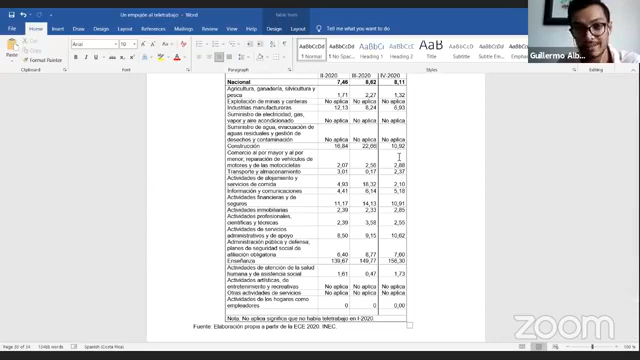 Un empujón al teletrabajo - Word
Table Tools
File Home Insert Draw Design Layout References Mailings Review View Help Design Layout Tell me what you want to do
Paste
AaBbCcDd AaBbCcDd AaBbCc AaBbCcE AaB AaBbCcD AaBbCcDd AaBbCcDd
1 Normal 1 No Spac... Heading 1 Heading 2 Title
Clipboard Font Paragraph Styles Editing
Guillermo Alb...
II-2020 III-2020 IV-2020
Nacional 7,46 8,62 8,11
Agricultura, ganadería, silvicultura y
pesca 1,71 2,27 1,32
Explotación de minas y canteras No aplica No aplica No aplica
Industrias manufactureras 12,13 8,24 6,93
Suministro de electricidad, gas,
vapor y aire acondicionado No aplica No aplica No aplica
Suministro de agua, evacuación de
aguas residuales y gestión de
desechos y contaminación No aplica No aplica No aplica
Construcción 16,84 22,66 10,92
Comercio al por mayor y al por
menor; reparación de vehículos de
motores y de las motocicletas 2,07 2,56 2,88
Transporte y almacenamiento 3,01 0,17 2,37
Actividades de alojamiento y
servicios de comida 4,93 18,32 2,10
Información y comunicaciones 4,41 6,14 5,18
Actividades financieras y de
seguros 11,17 14,13 10,91
Actividades inmobiliarias 2,39 2,33 2,85
Actividades profesionales,
científicas y técnicas 2,39 3,58 2,55
Actividades de servicios
administrativos y de apoyo 8,50 9,15 10,62
Administración pública y defensa;
planes de seguridad social de
afiliación obligatoria 6,40 8,77 7,00
Enseñanza 139,67 149,77 156,30
Actividades de atención de la salud
humana y de asistencia social 1,61 0,47 1,73
Actividades artísticas, de
entretenimiento y recreativas No aplica No aplica No aplica
Otras actividades de servicios No aplica No aplica No aplica
Actividades de los hogares como
empleadores 0 0 0,00
Nota: No aplica significa que no había teletrabajo en I-2020.
Fuente: Elaboración propia a partir de la ECE 2020. INEC.
zoom
Page 30 of 34 13466 words Spanish (Costa Rica) 100 %